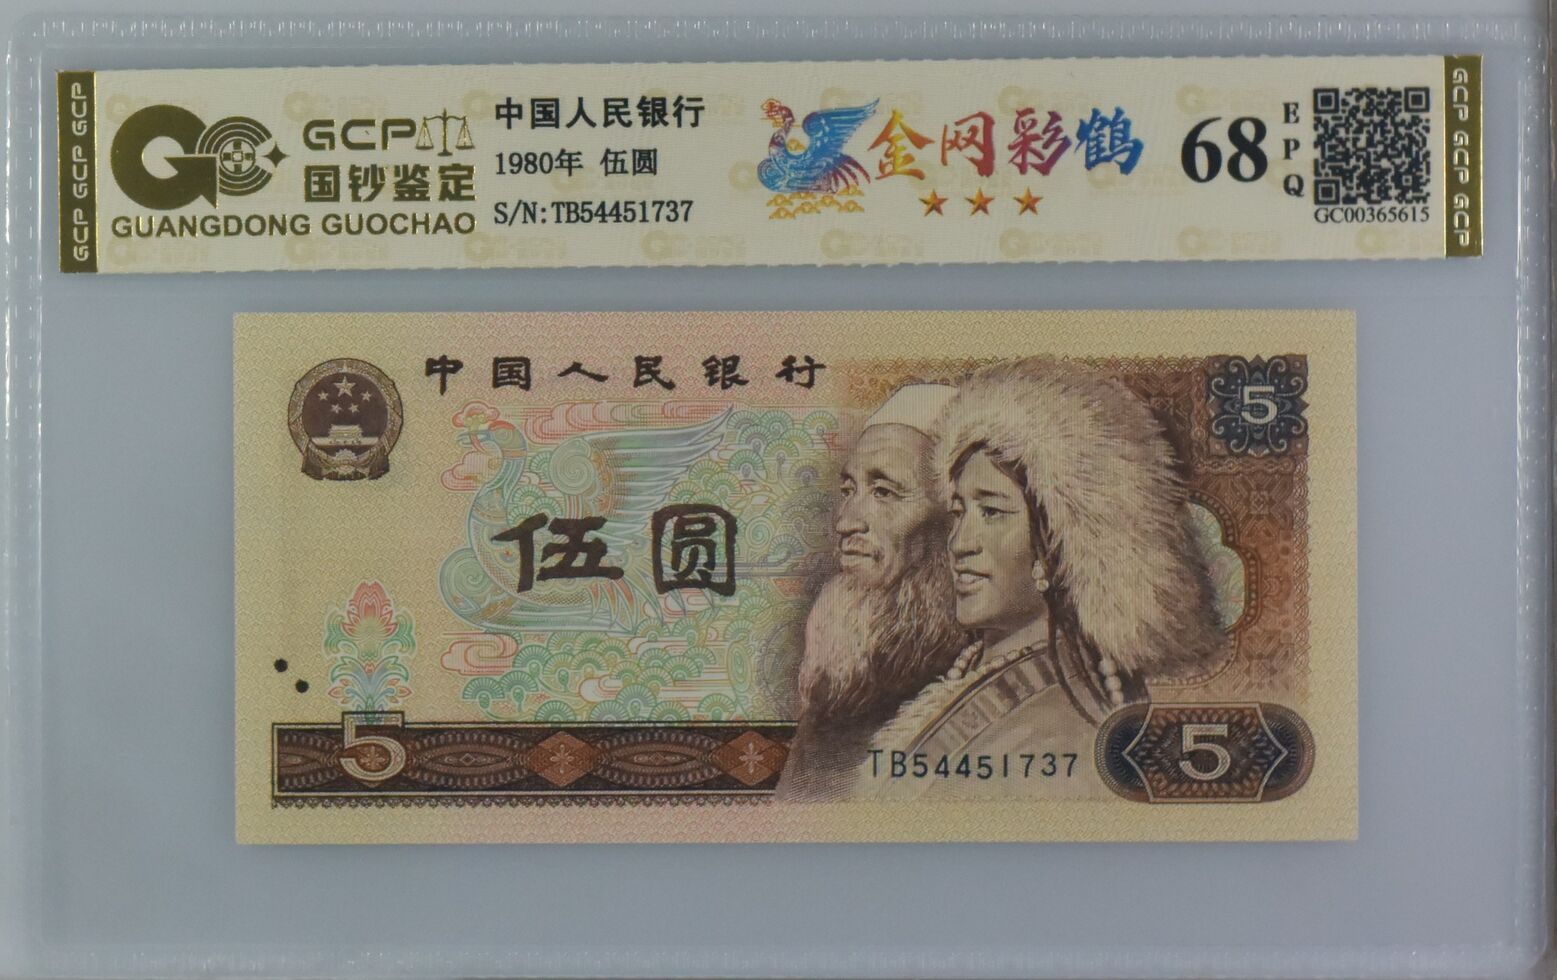 GCP GCP GCP
GCP
国钞鉴定
GUANGDONG GUOCHAO
中国人民银行
1980年 伍圆
S/N:TB54451737
金网彩鹤
68
EPQ
GC00365615
GCP GCP GCP
中国人民银行
5
伍圆
5
TB54451737
5